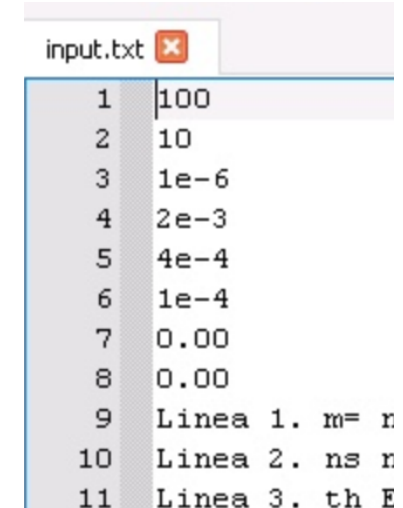 input.txt
1 100
2 10
3 1e-6
4 2e-3
5 4e-4
6 1e-4
7 0.00
8 0.00
9 Linea 1. m=
10 Linea 2. ns
11 Linea 3. th